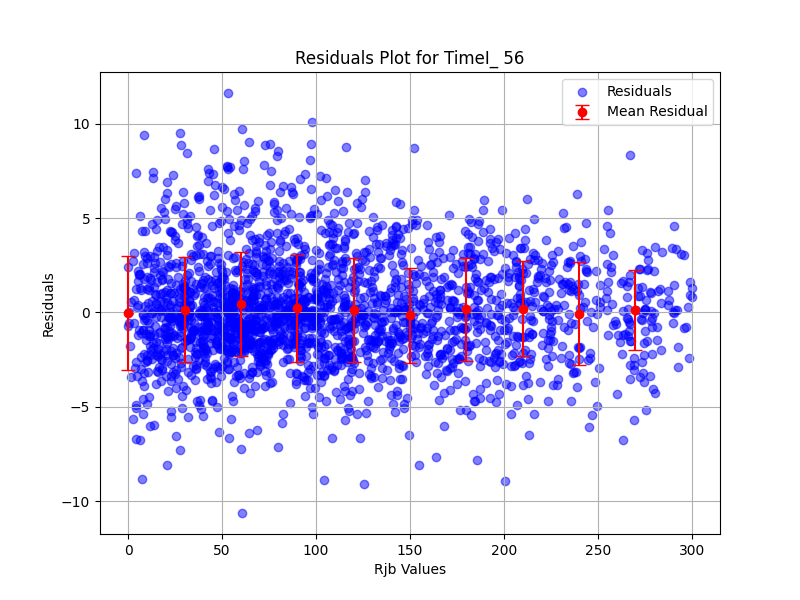 Residuals Plot for TimeI_ 56
Residuals
Mean Residual
Residuals
10
5
0
−5
−10
0 50 100 150 200 250 300
Rjb Values